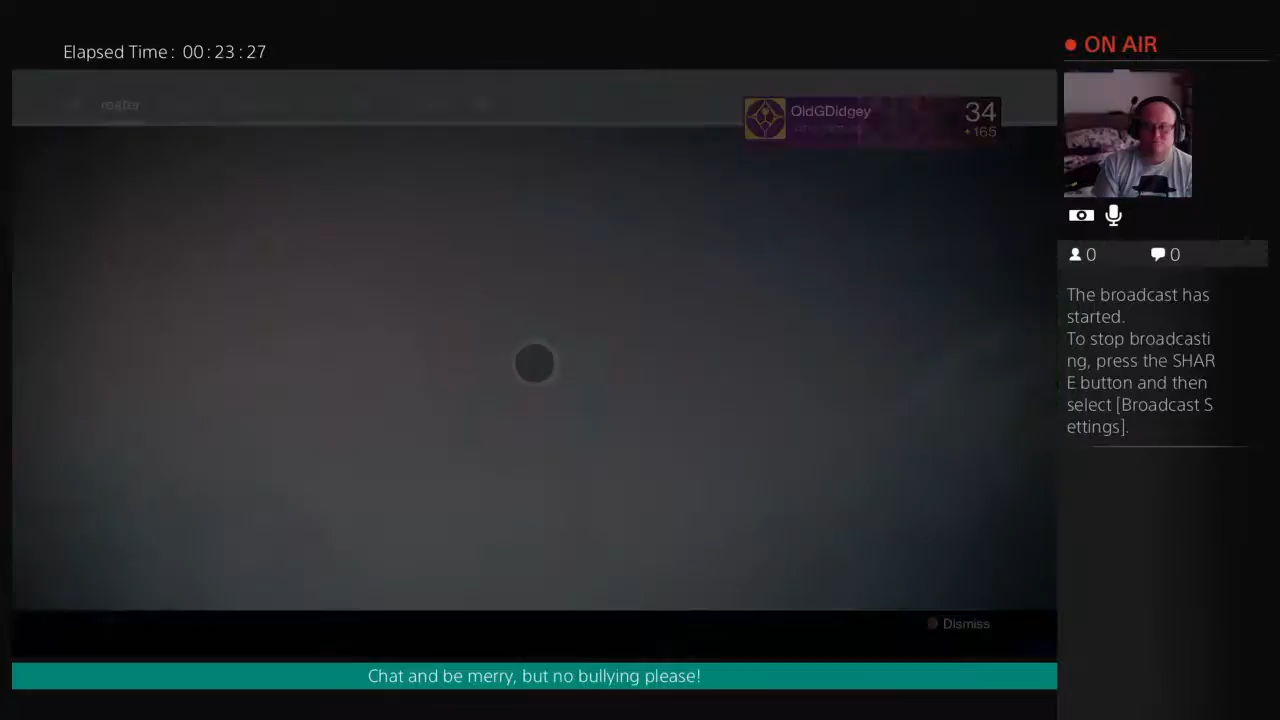 Elapsed Time: 00:23:27
ON AIR
roster
OldGDidgey
34
165
0
0
The broadcast has
started.
To stop broadcasti
ng, press the SHAR
E button and then
select [Broadcast S
ettings].
Dismiss
Chat and be merry, but no bullying please!